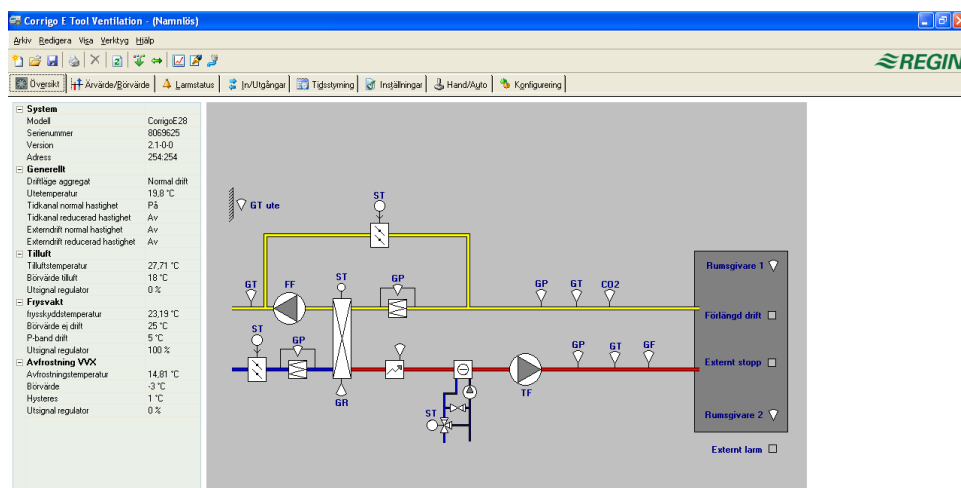 Corrigo E Tool Ventilation - (Namnlös)
Arkiv Redigera Visa Verktyg Hjälp
REGIN
Översikt Ärvärde/Börvärde Larmstatus In/Utgångar Tidsstyrning Inställningar Hand/Auto Konfigurering
System
Modell CorrigoE28
Serienummer 8069625
Version 2.1-0-0
Adress 254:254
Generellt
Driftläge aggregat Normal drift
Utetemperatur 19,8 °C
Tidkanal normal hastighet På
Tidkanal reducerad hastighet Av
Externdrift normal hastighet Av
Externdrift reducerad hastighet Av
Tilluft
Tilluftstemperatur 27,71 °C
Börvärde tilluft 18 °C
Utsignal regulator 0 %
Frysvakt
frysskyddstemperatur 23,19 °C
Börvärde ej drift 25 °C
P-band drift 5 °C
Utsignal regulator 100 %
Avfrostning VVX
Avfrostningstemperatur 14,81 °C
Börvärde -3 °C
Hysteres 1 °C
Utsignal regulator 0 %
ST
GT ute
Rumsgivare 1
GT FF ST GP GP GT CO2
Förlängd drift
ST
GP GP GT GF
Externt stopp
TF
GR
ST
Rumsgivare 2
Externt larm